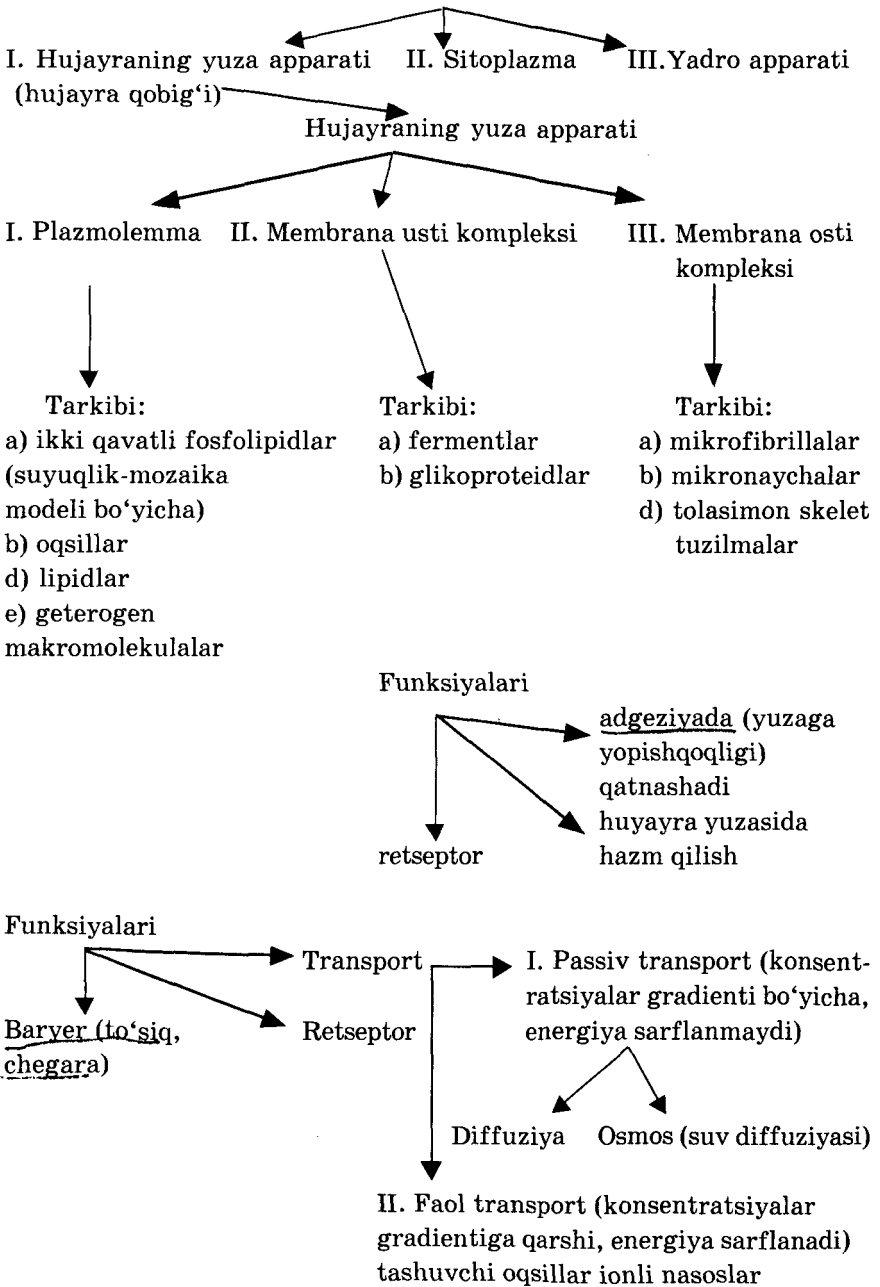 I. Hujayraning yuza apparati II. Sitoplazma III.Yadro apparati
(hujayra qobig‘i)
Hujayraning yuza apparati
I. Plazmolemma II. Membrana usti kompleksi III. Membrana osti
kompleksi
Tarkibi:
a) ikki qavatli fosfolipidlar
(suyuqlik-mozaika
modeli bo‘yicha)
b) oqsillar
d) lipidlar
e) geterogen
makromolekulalar
Tarkibi:
a) fermentlar
b) glikoproteidlar
Tarkibi:
a) mikrofibrillalar
b) mikronaychalar
d) tolasimon skelet
tuzilmalar
Funksiyalari
adgeziyada (yuzaga
yopishqoqligi)
qatnashadi
huyayra yuzasida
hazm qilish
retseptor
Funksiyalari
Transport
Retseptor
Baryer (to‘siq,
chegara)
I. Passiv transport (konsent-
ratsiyalar gradienti bo‘yicha,
energiya sarflanmaydi)
Diffuziya Osmos (suv diffuziyasi)
II. Faol transport (konsentratsiyalar
gradientiga qarshi, energiya sarflanadi)
tashuvchi oqsillar ionli nasoslar